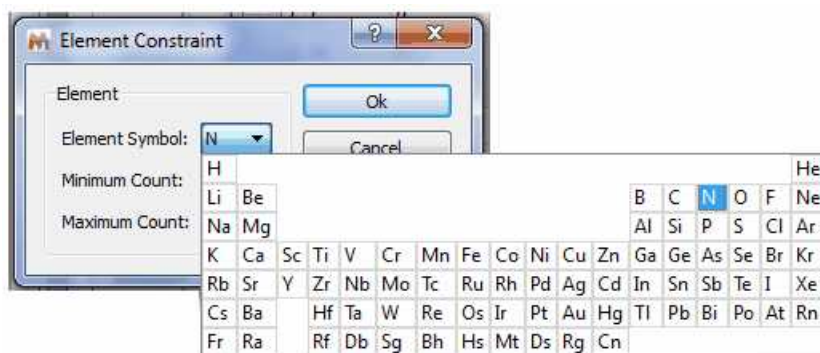 Element Constraint
Element
Ok
Element Symbol: N
Cancel
Minimum Count:
Maximum Count:
H He
Li Be B C N O F Ne
Na Mg Al Si P S Cl Ar
K Ca Sc Ti V Cr Mn Fe Co Ni Cu Zn Ga Ge As Se Br Kr
Rb Sr Y Zr Nb Mo Tc Ru Rh Pd Ag Cd In Sn Sb Te I Xe
Cs Ba Hf Ta W Re Os Ir Pt Au Hg Tl Pb Bi Po At Rn
Fr Ra Rf Db Sg Bh Hs Mt Ds Rg Cn